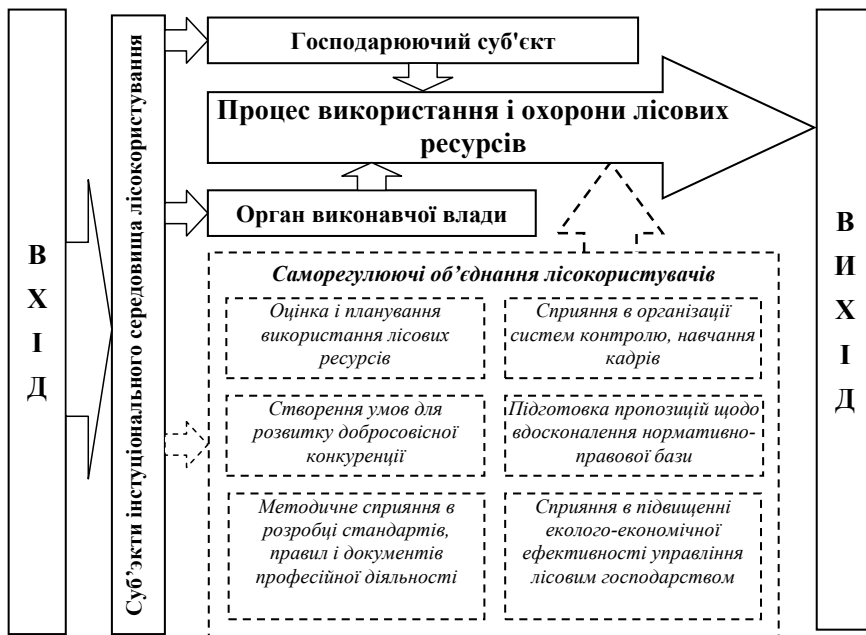 ВХІД
Суб’экти інстуціонального середовища лісокористування
Господарюючий суб'єкт
Процес використання і охорони лісових
ресурсів
Орган виконавчої влади
Саморегулюючі об’єднання лісокористувачів
Оцінка і планування
використання лісових
ресурсів
Сприяння в організації
систем контролю, навчання
кадрів
Створення умов для
розвитку добросовісної
конкуренції
Підготовка пропозицій щодо
вдосконалення нормативно-
правової бази
Методичне сприяння в
розробці стандартів,
правил і документів
професійної діяльності
Сприяння в підвищенні
еколого-економічної
ефективності управління
лісовим господарством
ВИХІД